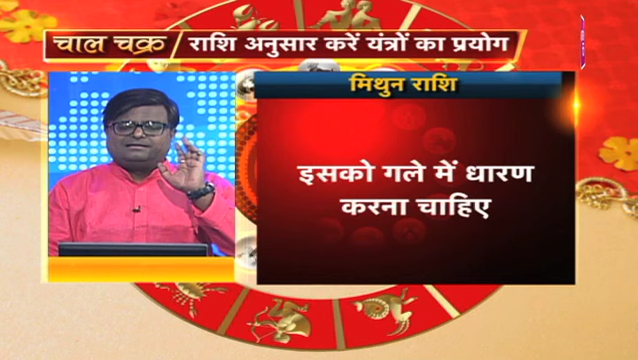 चाल चक्र / राशि अनुसार करें यंत्रों का प्रयोग
मिथुन राशि
इसको गले में धारण
करना चाहिए